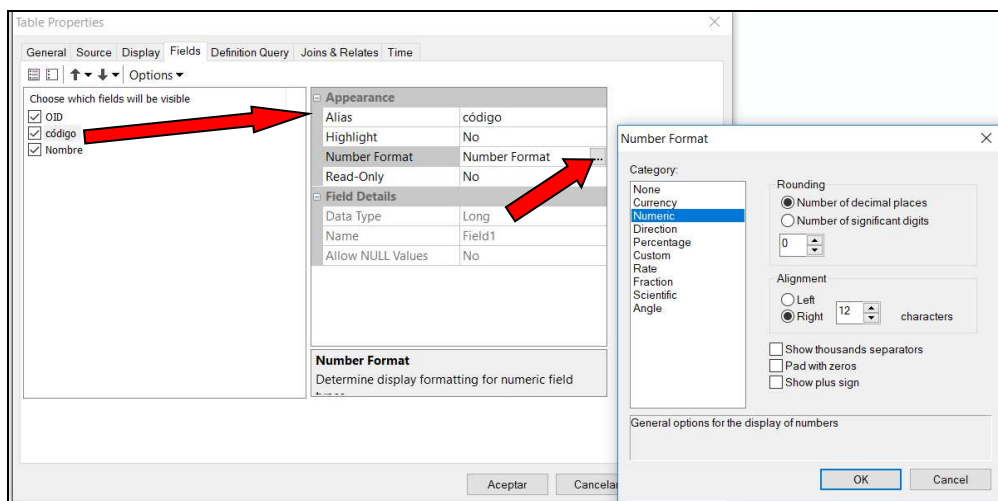 Table Properties
General Source Display Fields Definition Query Joins & Relates Time
Options
Choose which fields will be visible
OID
código
Nombre
Appearance
Alias código
Highlight No
Number Format Number Format ...
Read-Only No
Field Details
Data Type Long
Name Field1
Allow NULL Values No
Number Format
Determine display formatting for numeric field
Aceptar
Number Format
Category:
None
Currency
Numeric
Direction
Percentage
Custom
Rate
Fraction
Scientific
Angle
Rounding
Number of decimal places
Number of significant digits
0
Alignment
Left
Right 12 characters
Show thousands separators
Pad with zeros
Show plus sign
General options for the display of numbers
OK Cancel